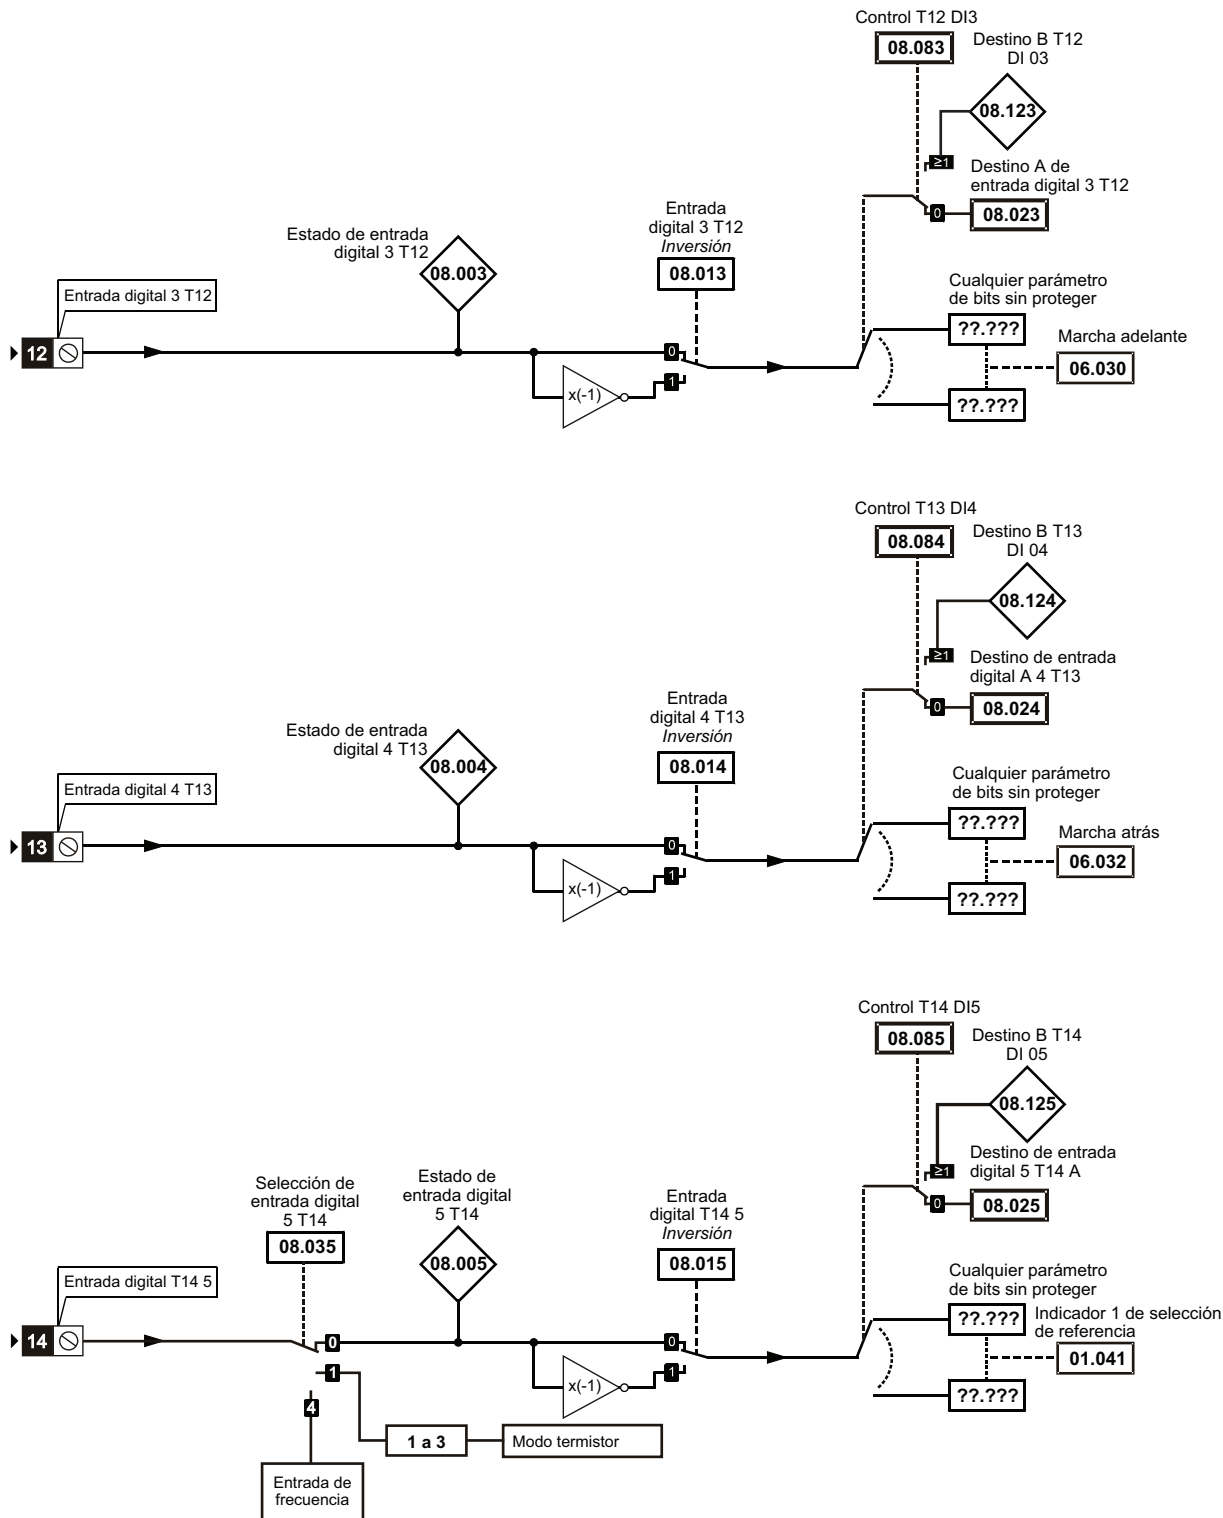 Control T12 DI3
08.083
Destino B T12
DI 03
08.123
≥1
Destino A de
entrada digital 3 T12
0
08.023
Entrada
digital 3 T12
Inversión
08.013
Estado de entrada
digital 3 T12
08.003
Entrada digital 3 T12
12
x(-1)
0
1
Cualquier parámetro
de bits sin proteger
??.???
Marcha adelante
06.030
??.???
Control T13 DI4
08.084
Destino B T13
DI 04
08.124
≥1
Destino de entrada
digital A 4 T13
0
08.024
Entrada
digital 4 T13
Inversión
08.014
Estado de entrada
digital 4 T13
08.004
Entrada digital 4 T13
13
x(-1)
0
1
Cualquier parámetro
de bits sin proteger
??.???
Marcha atrás
06.032
??.???
Control T14 DI5
08.085
Destino B T14
DI 05
08.125
≥1
Destino de entrada
digital 5 T14 A
0
08.025
Selección de
entrada digital
5 T14
08.035
Estado de
entrada digital
5 T14
08.005
Entrada
digital T14 5
Inversión
08.015
Entrada digital T14 5
14
0
1
4
x(-1)
0
1
Cualquier parámetro
de bits sin proteger
??.???
Indicador 1 de selección
de referencia
01.041
??.???
1 a 3
Modo termistor
Entrada de
frecuencia